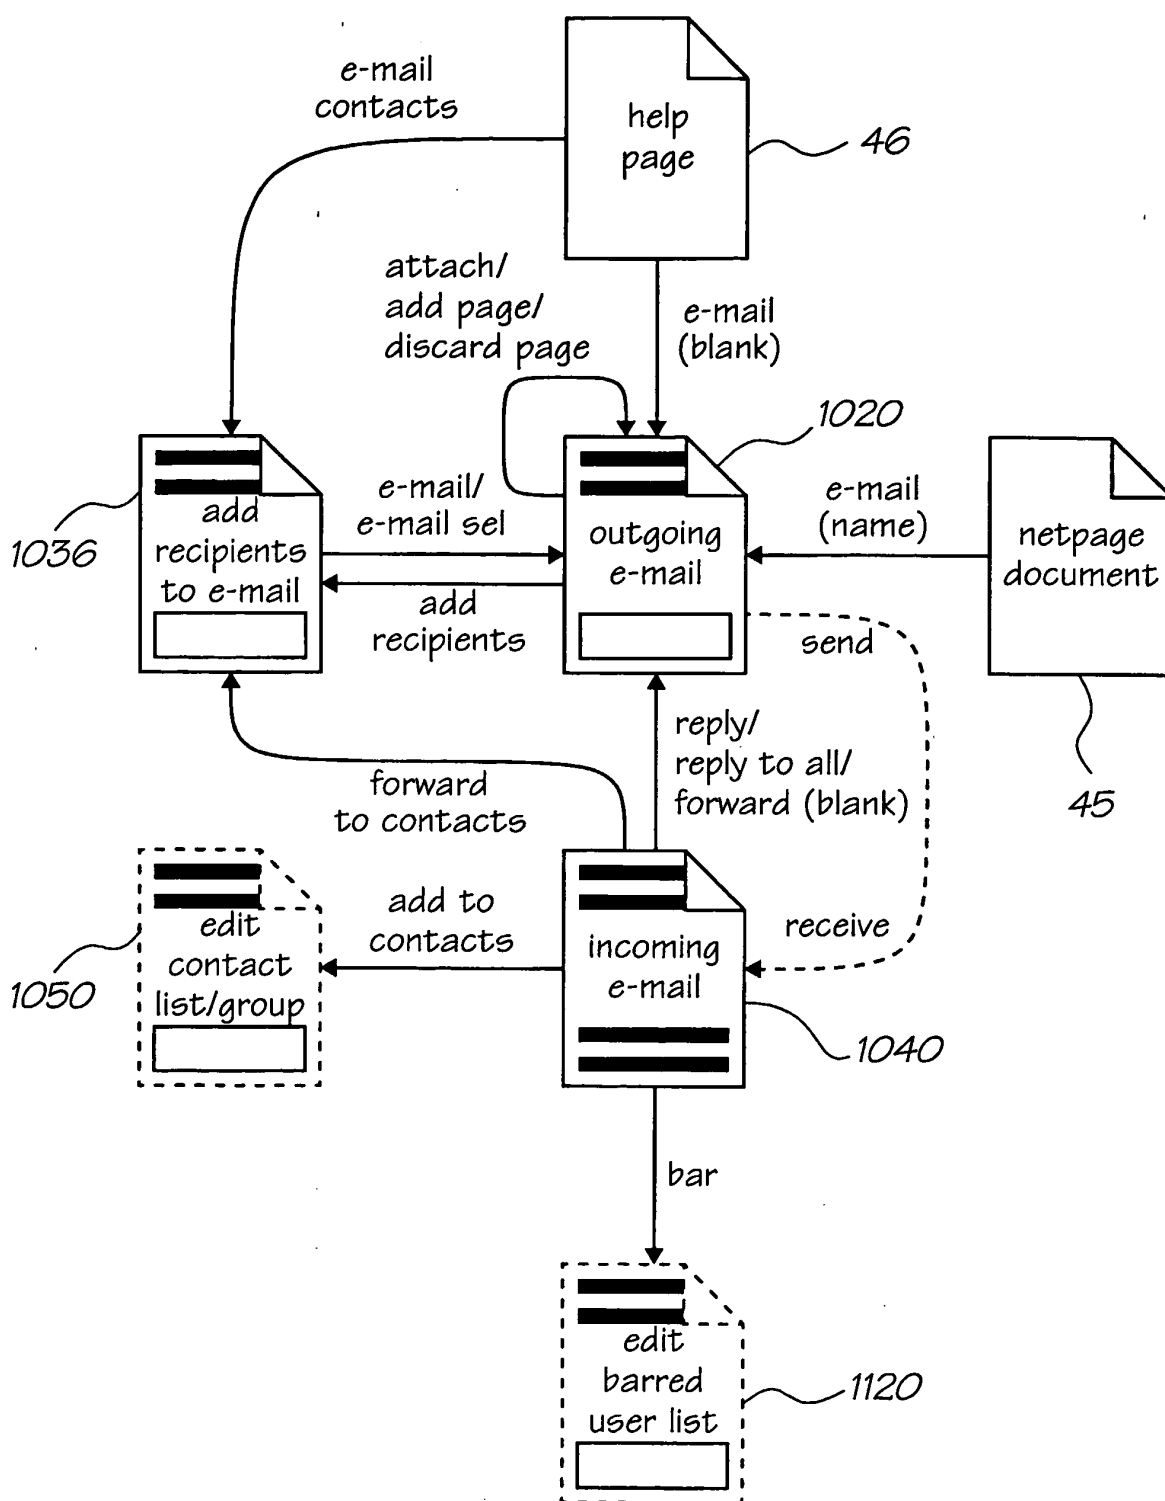 e-mail
contacts
help
page
46
attach/
add page/
discard page
e-mail
(blank)
1020
1036
add
recipients
to e-mail
e-mail/
e-mail sel
add
recipients
outgoing
e-mail
e-mail
(name)
netpage
document
45
send
reply/
reply to all/
forward (blank)
forward
to contacts
1050
edit
contact
list/group
add to
contacts
incoming
e-mail
receive
1040
bar
edit
barred
user list
1120